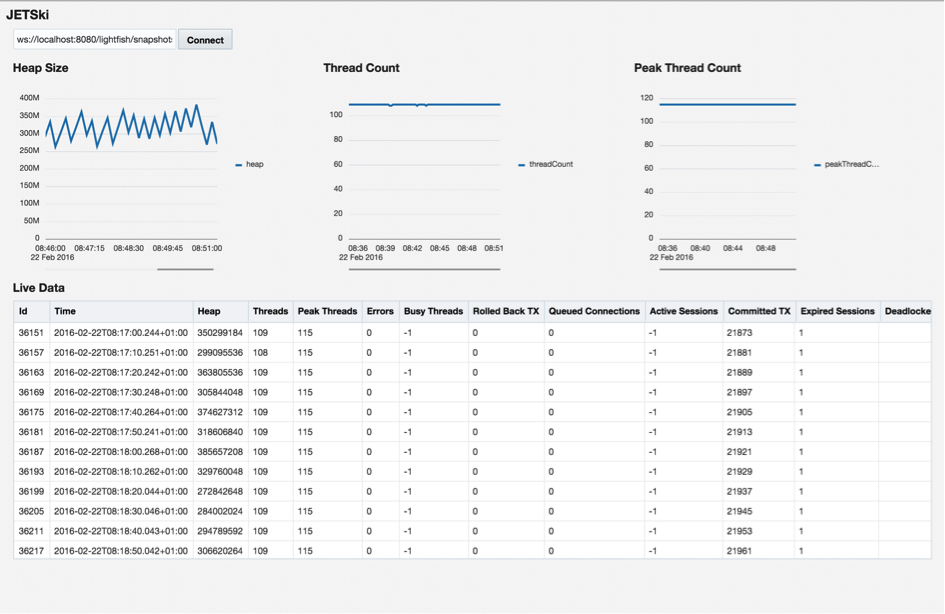 JETSki
ws://localhost:8080/lightfish/snapshot Connect
Heap Size Thread Count Peak Thread Count
400M
350M
300M
250M
200M
150M
100M
50M
0
08:46:00 08:47:15 08:48:30 08:49:45 08:51:00
22 Feb 2016
heap
100
80
60
40
20
0
08:36 08:39 08:42 08:45 08:48 08:51
22 Feb 2016
threadCount
120
100
80
60
40
20
0
08:36 08:40 08:44 08:48
22 Feb 2016
peakThreadC...
Live Data
Id Time Heap Threads Peak Threads Errors Busy Threads Rolled Back TX Queued Connections Active Sessions Committed TX Expired Sessions Deadlocke
36151 2016-02-22T08:17:00.244+01:00 350299184 109 115 0 -1 0 0 -1 21873 1
36157 2016-02-22T08:17:10.251+01:00 299095536 108 115 0 -1 0 0 -1 21881 1
36163 2016-02-22T08:17:20.242+01:00 363805536 109 115 0 -1 0 0 -1 21889 1
36169 2016-02-22T08:17:30.248+01:00 305844048 109 115 0 -1 0 0 -1 21897 1
36175 2016-02-22T08:17:40.264+01:00 374627312 109 115 0 -1 0 0 -1 21905 1
36181 2016-02-22T08:17:50.241+01:00 318606840 109 115 0 -1 0 0 -1 21913 1
36187 2016-02-22T08:18:00.268+01:00 385657208 109 115 0 -1 0 0 -1 21921 1
36193 2016-02-22T08:18:10.262+01:00 329760048 109 115 0 -1 0 0 -1 21929 1
36199 2016-02-22T08:18:20.044+01:00 272842648 109 115 0 -1 0 0 -1 21937 1
36205 2016-02-22T08:18:30.046+01:00 284002024 109 115 0 -1 0 0 -1 21945 1
36211 2016-02-22T08:18:40.043+01:00 294789592 109 115 0 -1 0 0 -1 21953 1
36217 2016-02-22T08:18:50.042+01:00 306620264 109 115 0 -1 0 0 -1 21961 1